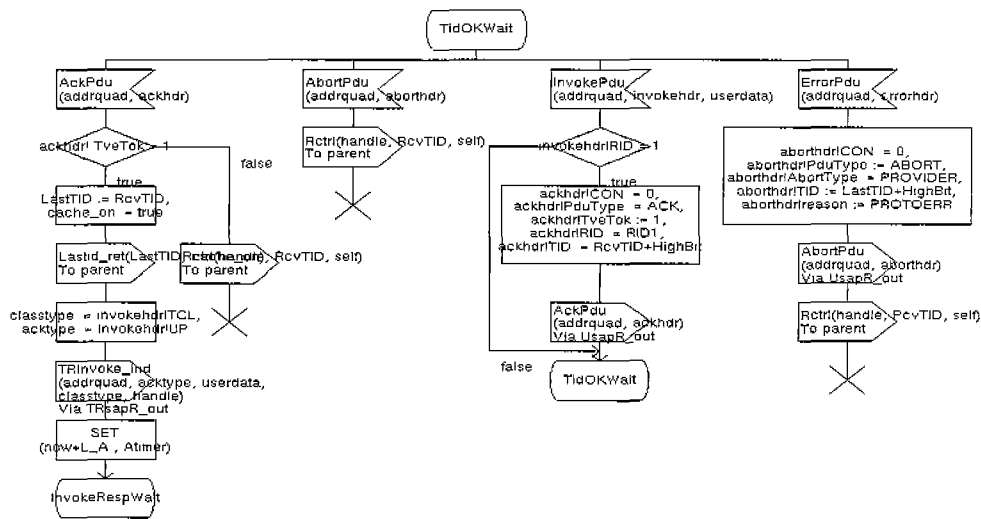 TidOKWait
AckPdu
(addrquad, ackhdr)
ackhdr! TveTok = 1
false
true
LastTID := RcvTID,
cache_on = true
Lastid_ret(LastTID
To parent
Rctrl(handle, RcvTID, self)
To parent
classtype = invokehdr!TCL,
acktype = invokehdr!UP
TRInvoke_ind
(addrquad, acktype, userdata,
classtype, handle)
Via TRsapR_out
SET
(now+L_A , Atimer)
InvokeRespWait
AbortPdu
(addrquad, aborthdr)
Rctrl(handle, RcvTID, self)
To parent
InvokePdu
(addrquad, invokehdr, userdata)
invokehdr!RID = 1
true
ackhdr!CON = 0,
ackhdr!PduType = ACK,
ackhdr!TveTok := 1,
ackhdr!RID = RID1,
ackhdr!TID = RcvTID+HighBit
AckPdu
(addrquad, ackhdr)
Via UsapR_out
false
TidOKWait
ErrorPdu
(addrquad, errorhdr)
aborthdr!CON = 0,
aborthdr!PduType := ABORT,
aborthdr!AbortType = PROVIDER,
aborthdr!TID := LastTID+HighBit,
aborthdr!reason := PROTOERR
AbortPdu
(addrquad, aborthdr)
Via UsapR_out
Rctrl(handle, RcvTID, self)
To parent